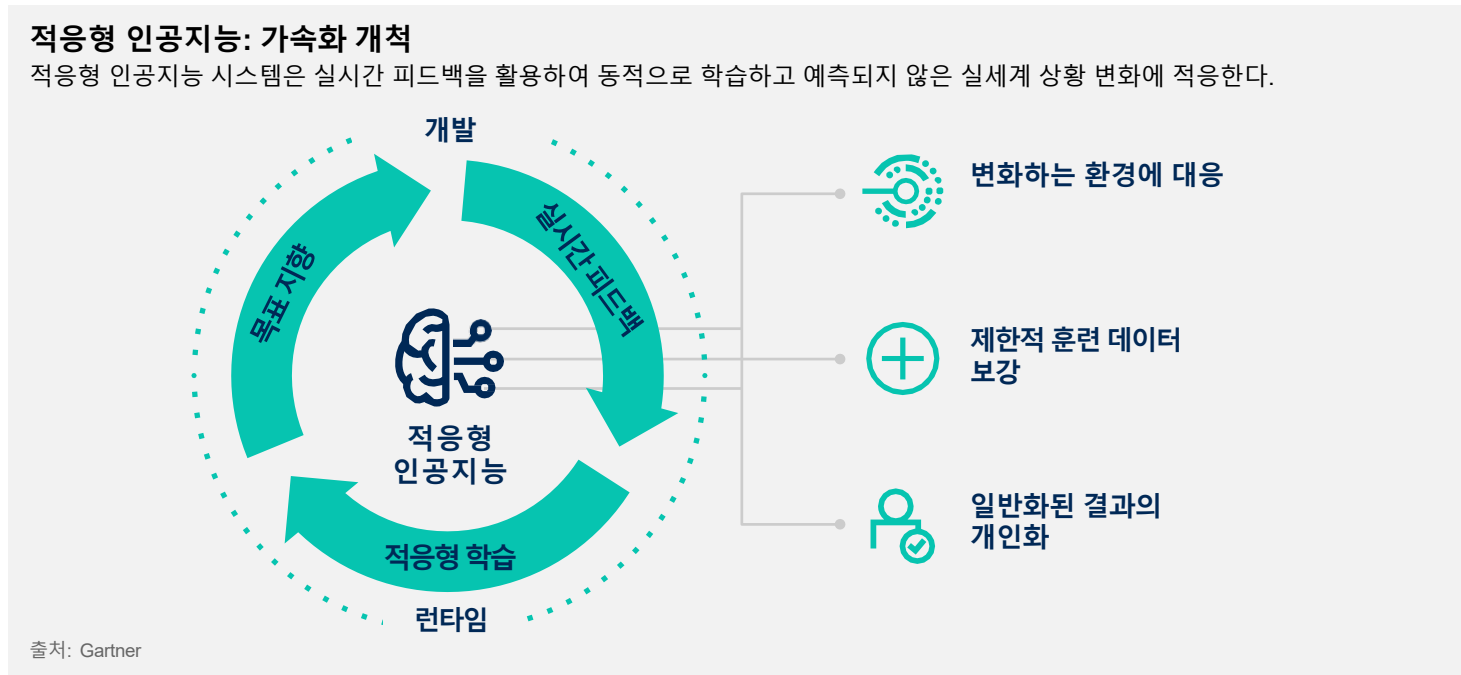 적응형 인공지능: 가속화 개척
적응형 인공지능 시스템은 실시간 피드백을 활용하여 동적으로 학습하고 예측되지 않은 실세계 상황 변화에 적응한다.
개발
실시간 피드백
목표 지향
적응형
인공지능
적응형 학습
런타임
변화하는 환경에 대응
제한적 훈련 데이터
보강
일반화된 결과의
개인화
출처: Gartner